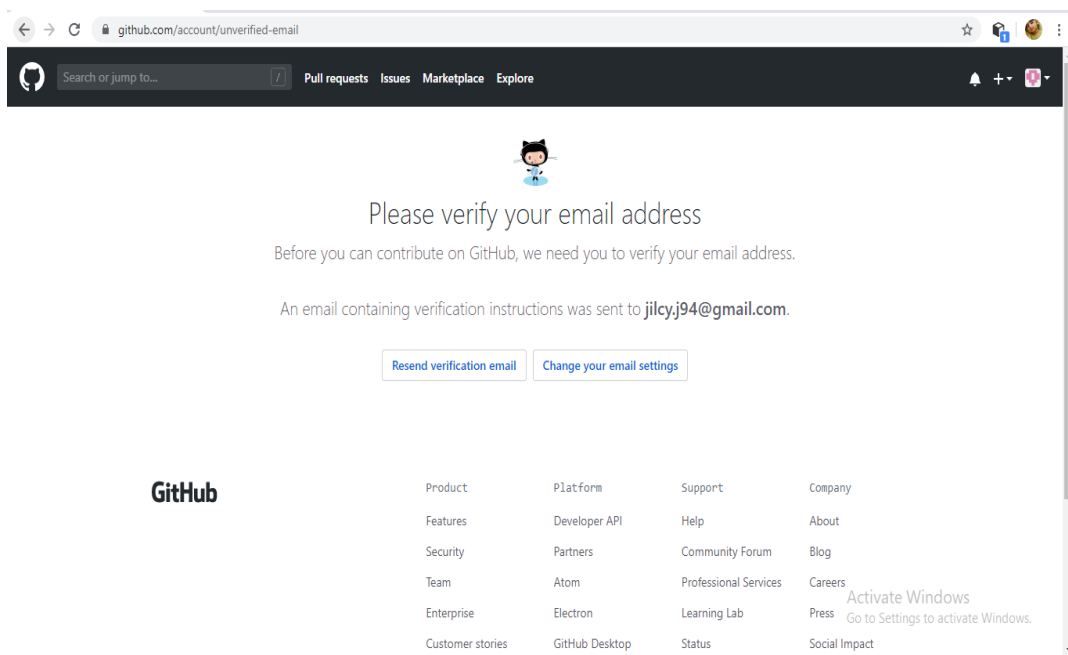 github.com/account/unverified-email
Search or jump to... /
Pull requests Issues Marketplace Explore
Please verify your email address
Before you can contribute on GitHub, we need you to verify your email address.
An email containing verification instructions was sent to jilcy.j94@gmail.com.
Resend verification email Change your email settings
GitHub
Product Platform Support Company
Features Developer API Help About
Security Partners Community Forum Blog
Team Atom Professional Services Careers
Enterprise Electron Learning Lab Press
Customer stories GitHub Desktop Status Social Impact
Activate Windows
Go to Settings to activate Windows.